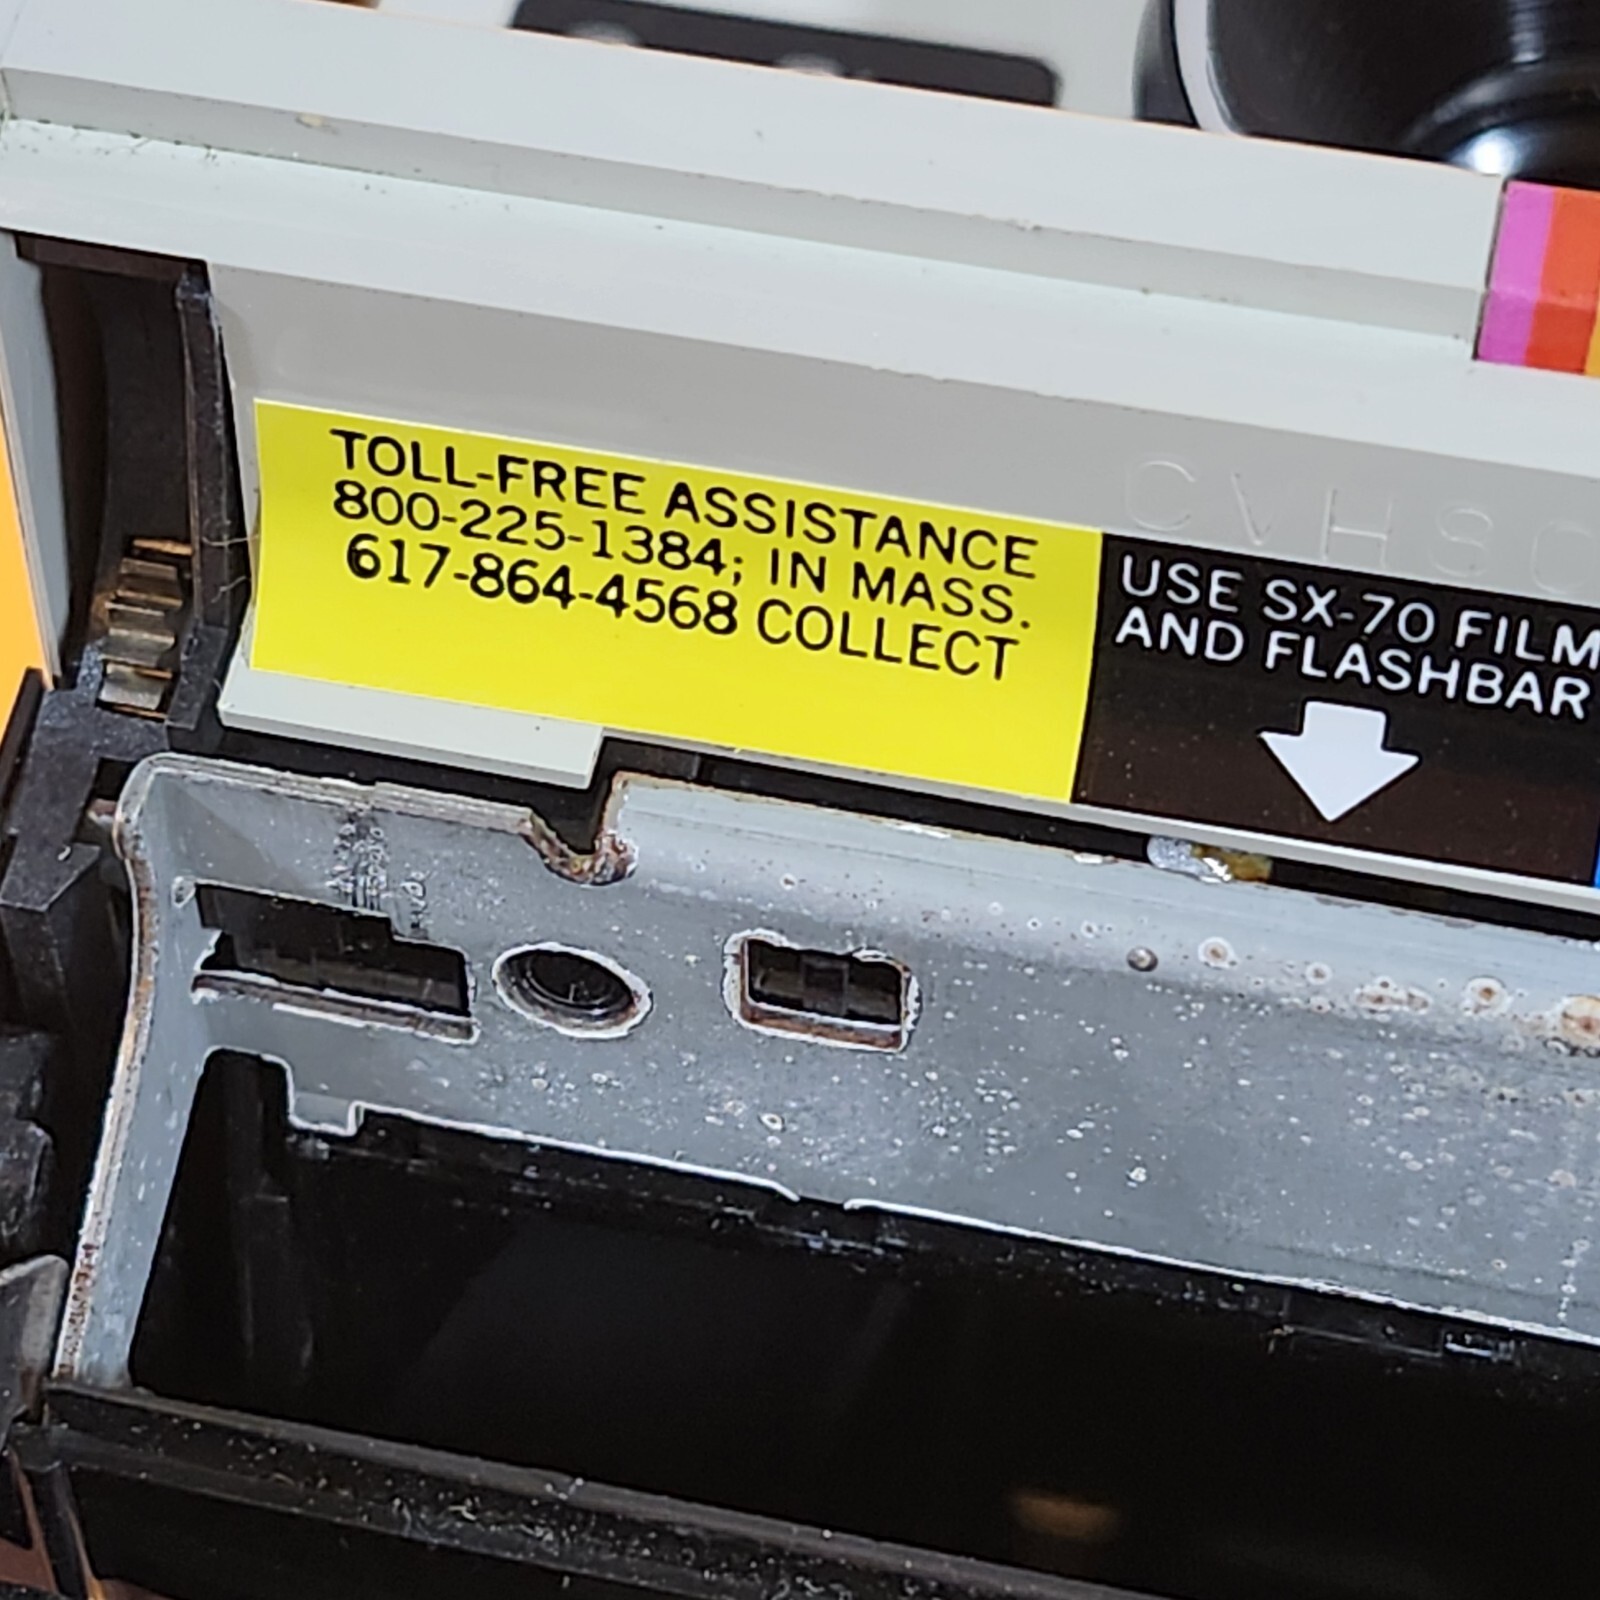 TOLL-FREE ASSISTANCE
800-225-1384; IN MASS.
617-864-4568 COLLECT
USE SX-70 FILM
AND FLASHBAR